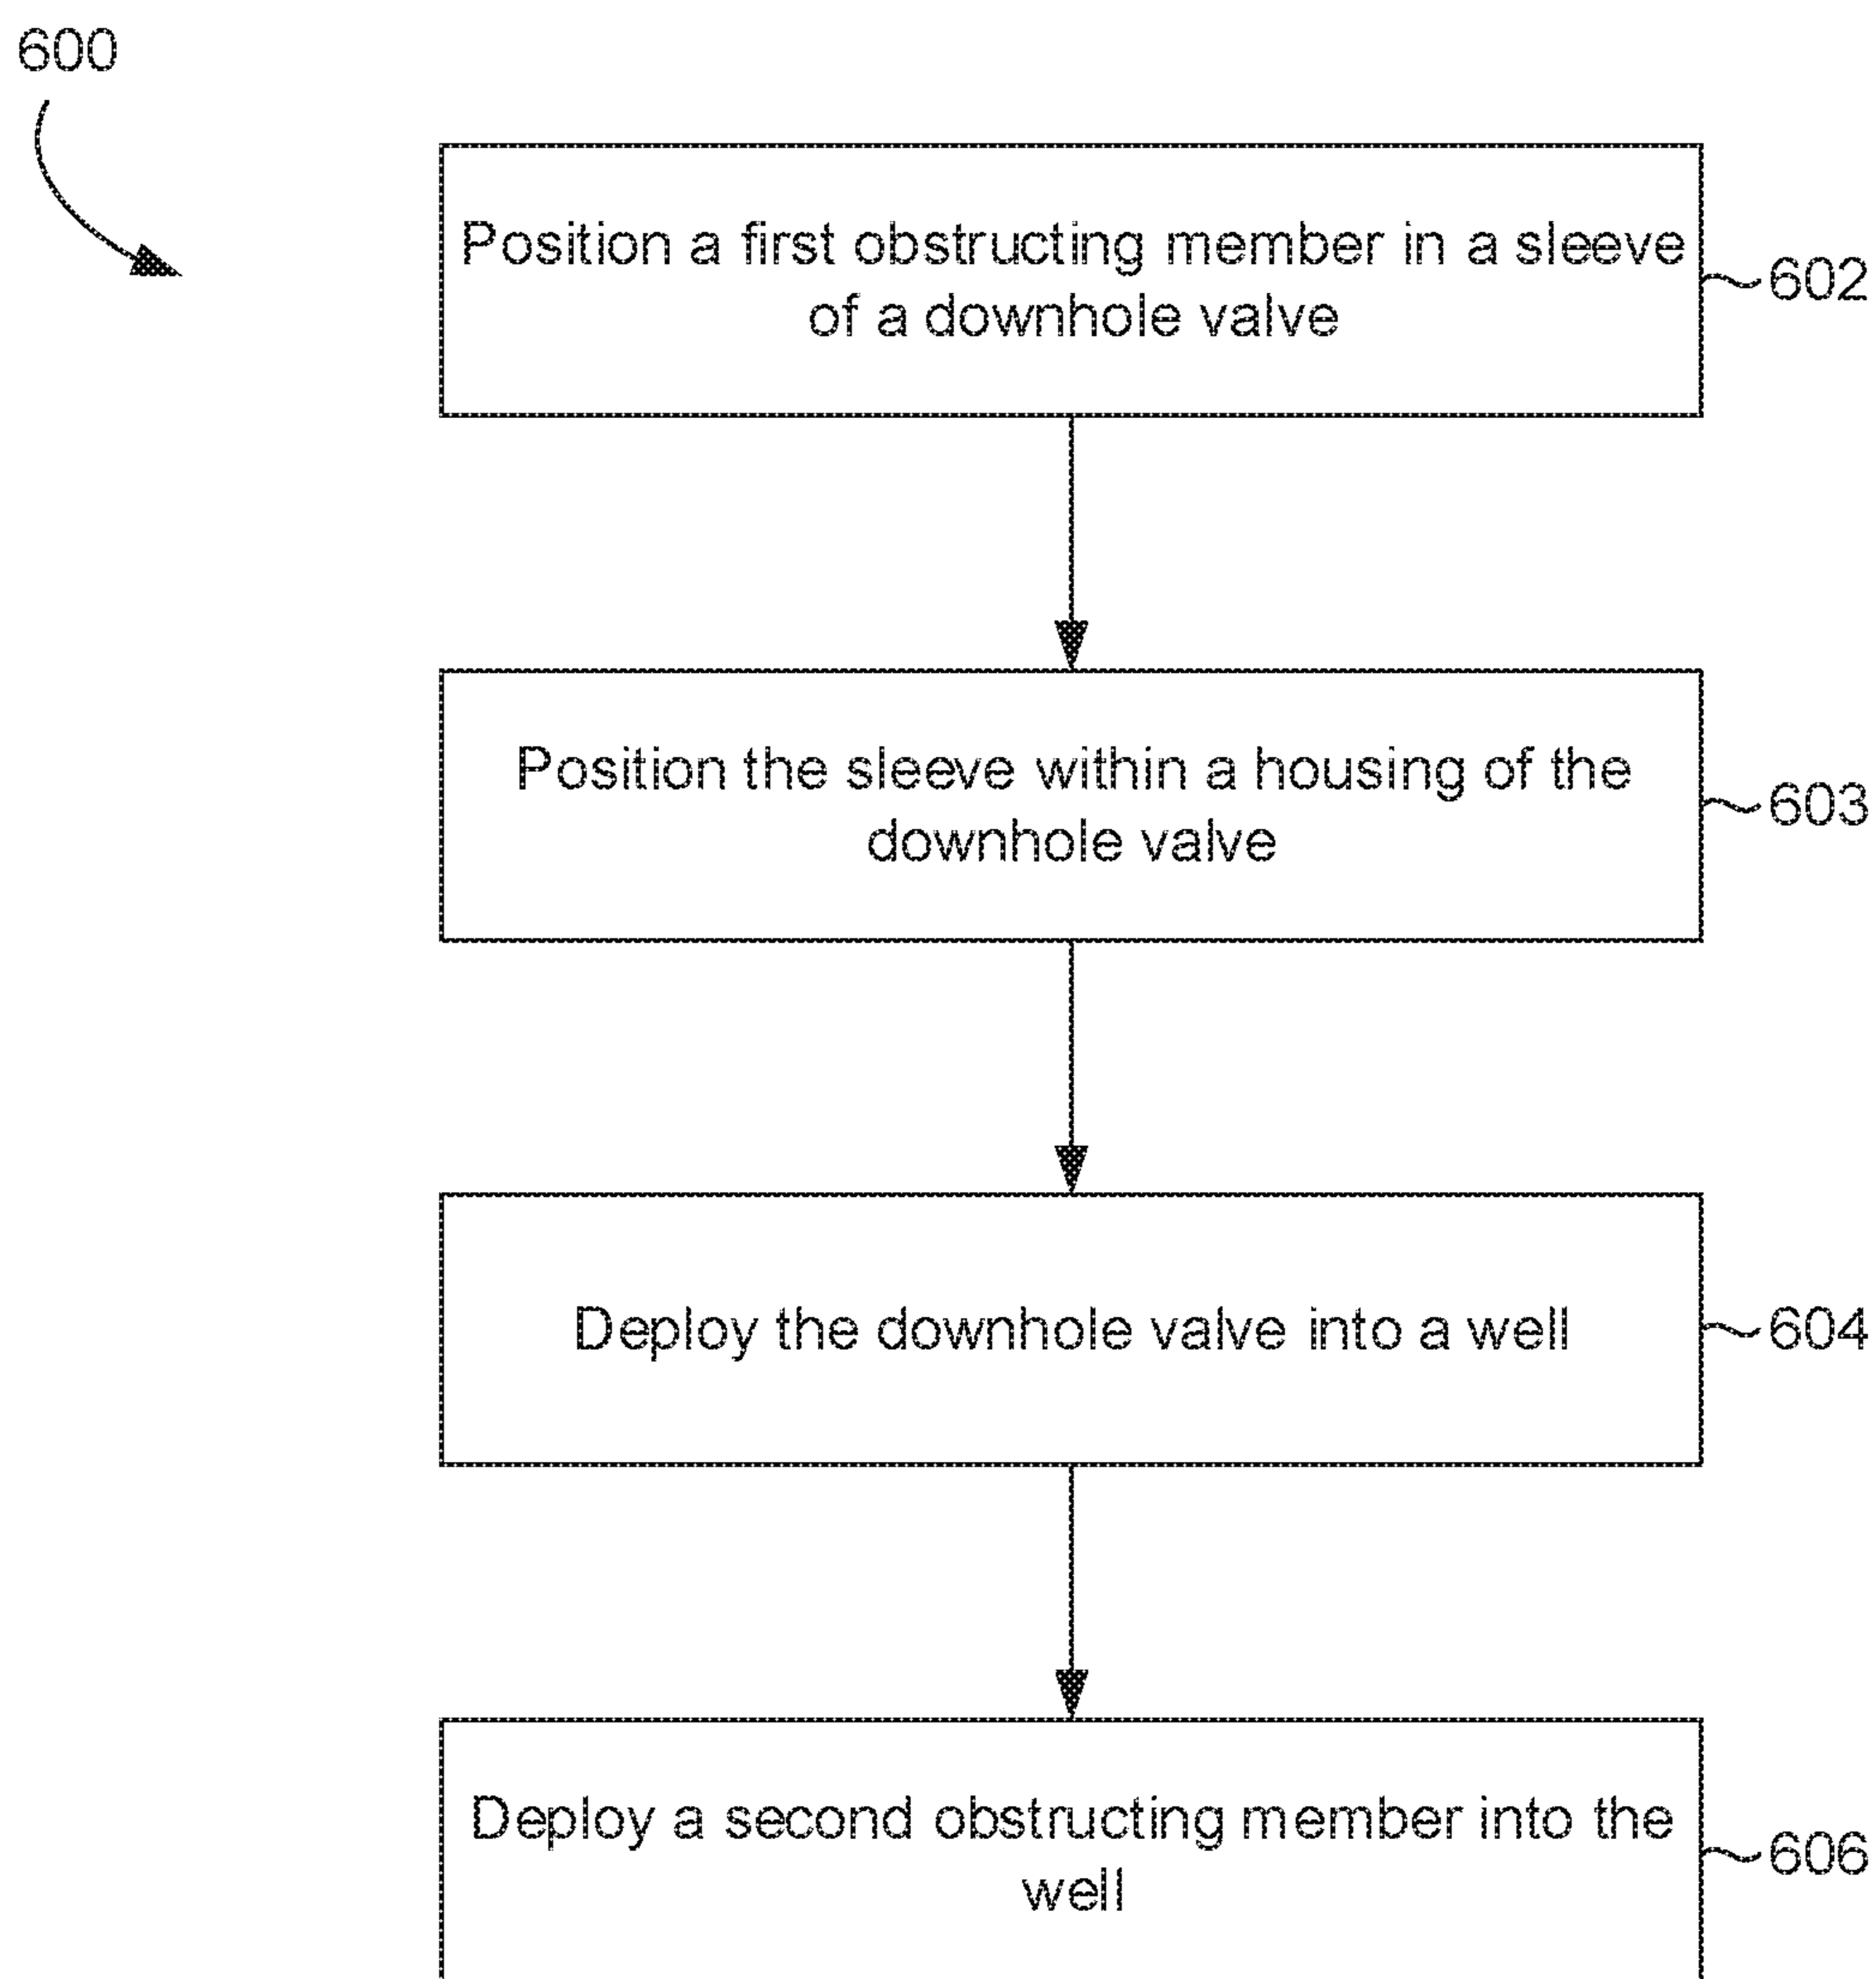 600
Position a first obstructing member in a sleeve
of a downhole valve
602
Position the sleeve within a housing of the
downhole valve
603
Deploy the downhole valve into a well
604
Deploy a second obstructing member into the
well
606